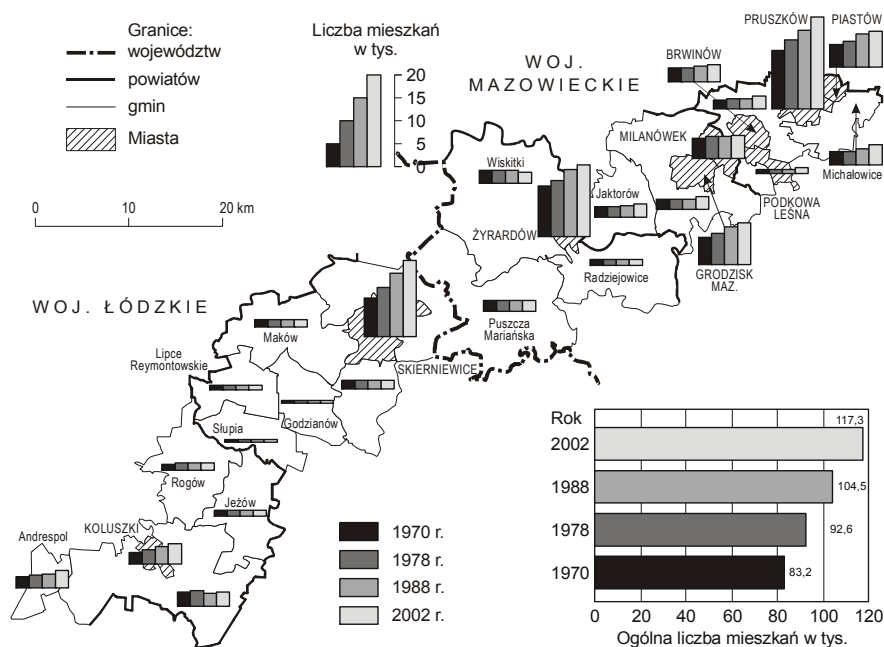 Granice:
województw
powiatów
gmin
Miasta
0 10 20 km
Liczba mieszkań
w tys.
20
15
10
5
0
WOJ.
MAZOWIECKIE
WOJ. ŁÓDZKIE
PRUSZKÓW
PIASTÓW
BRWINÓW
MILANÓWEK
Michałowice
PODKOWA
LEŚNA
GRODZISK
MAZ.
Wiskitki
Jaktorów
ŻYRARDÓW
Radziejowice
Puszcza
Mariańska
SKIERNIEWICE
Maków
Lipce
Reymontowskie
Godzianów
Słupia
Rogów
Jeżów
KOLUSZKI
Andrespol
1970 r.
1978 r.
1988 r.
2002 r.
Rok
2002
117,3
1988
104,5
1978
92,6
1970
83,2
0 20 40 60 80 100 120
Ogólna liczba mieszkań w tys.